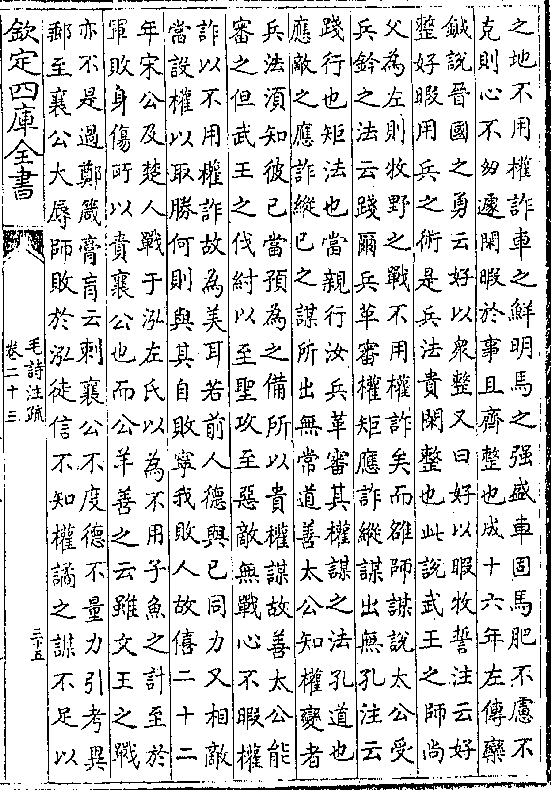 之地不用權詐車之鮮明馬之强盛車固馬肥不慮不
克則心不怱遽閑暇於事且齊整也成十六年左傳欒
鍼說晉國之勇云好以衆整又曰好以暇牧誓注云好
整好暇用兵之術是兵法貴閑整也此說武王之師尚
父為左則牧野之戰不用權詐矣而雒師謀說太公受
兵鈐之法云踐爾兵革審權矩應詐縱謀出無孔注云
踐行也矩法也當親行汝兵革審其權謀之法孔道也
應敵之應詐縱已之謀所出無常道善太公知權變者
兵法須知彼已當預為之備所以貴權謀故善太公能
審之但武王之伐紂以至聖攻至惡敵無戰心不暇權
詐以不用權詐故為美耳若前人德與已同力又相敵
當設權以取勝何則與其自敗寧我敗人故僖二十二
年宋公及楚人戰于泓左氏以為不用子魚之計至於
軍敗身傷所以責襄公也而公羊善之云雖文王之戰
亦不是過鄭箴膏肓云刺襄公不度德不量力引考異
郵至襄公大辱師敗於泓徒信不知權譎之謀不足以
欽定四庫全書
毛詩注疏
卷二十三
二十五